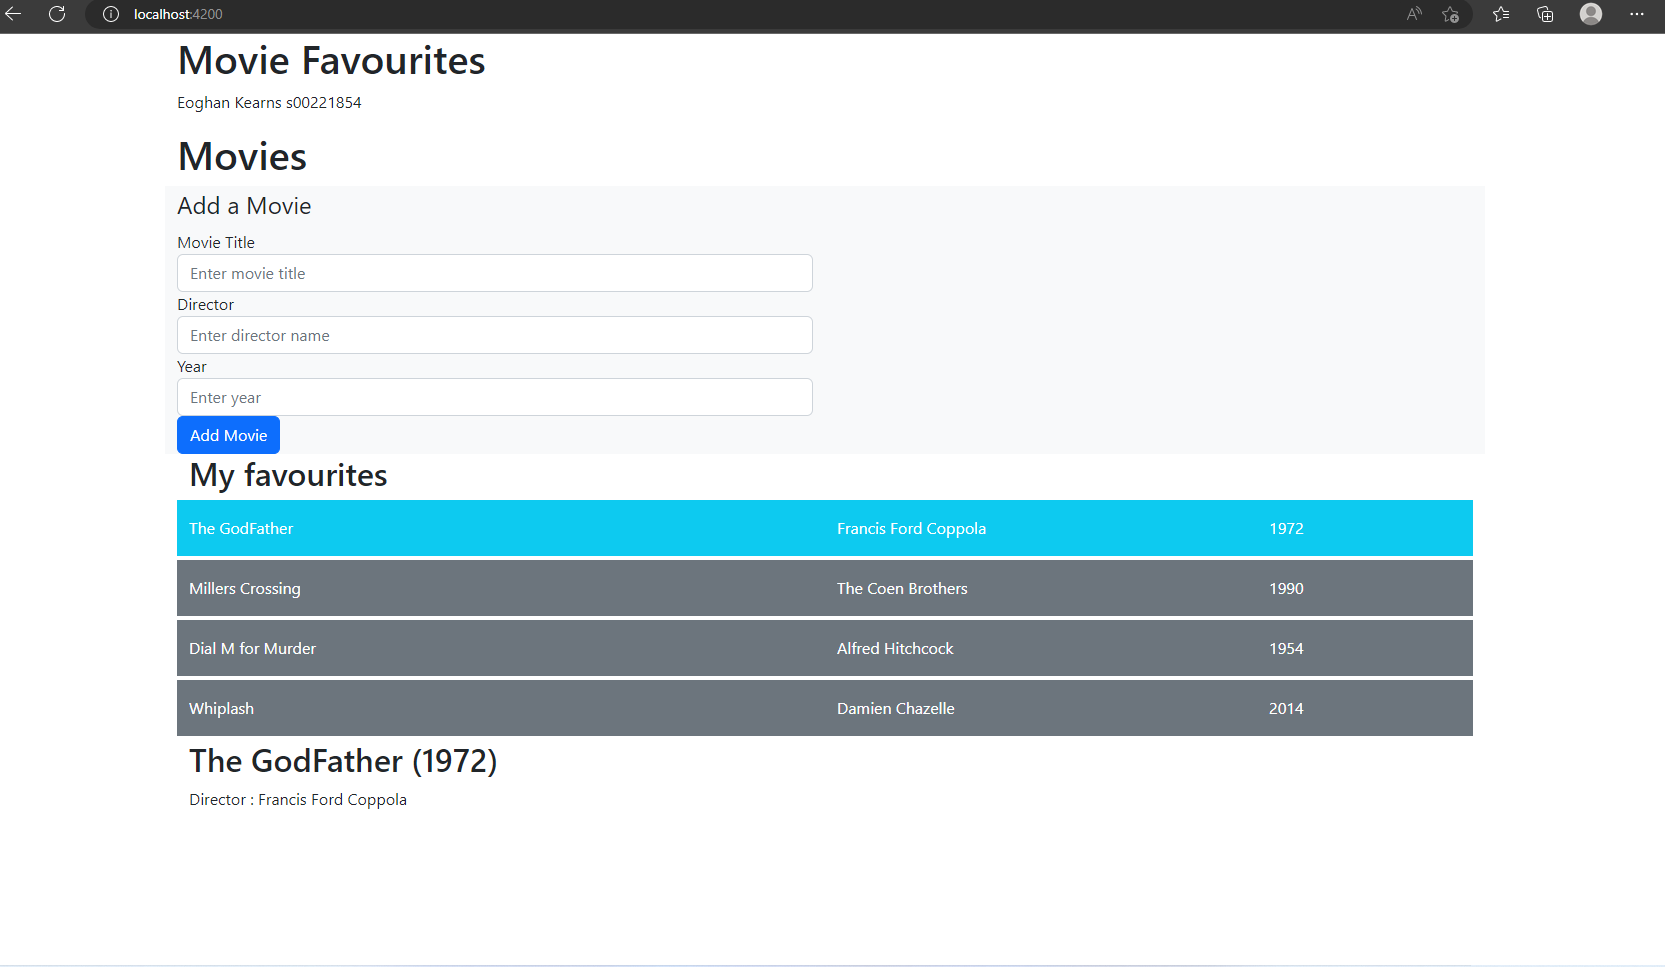 localhost:4200
Movie Favourites
Eoghan Kearns s00221854
Movies
Add a Movie
Movie Title
Enter movie title
Director
Enter director name
Year
Enter year
Add Movie
My favourites
The GodFather Francis Ford Coppola 1972
Millers Crossing The Coen Brothers 1990
Dial M for Murder Alfred Hitchcock 1954
Whiplash Damien Chazelle 2014
The GodFather (1972)
Director : Francis Ford Coppola